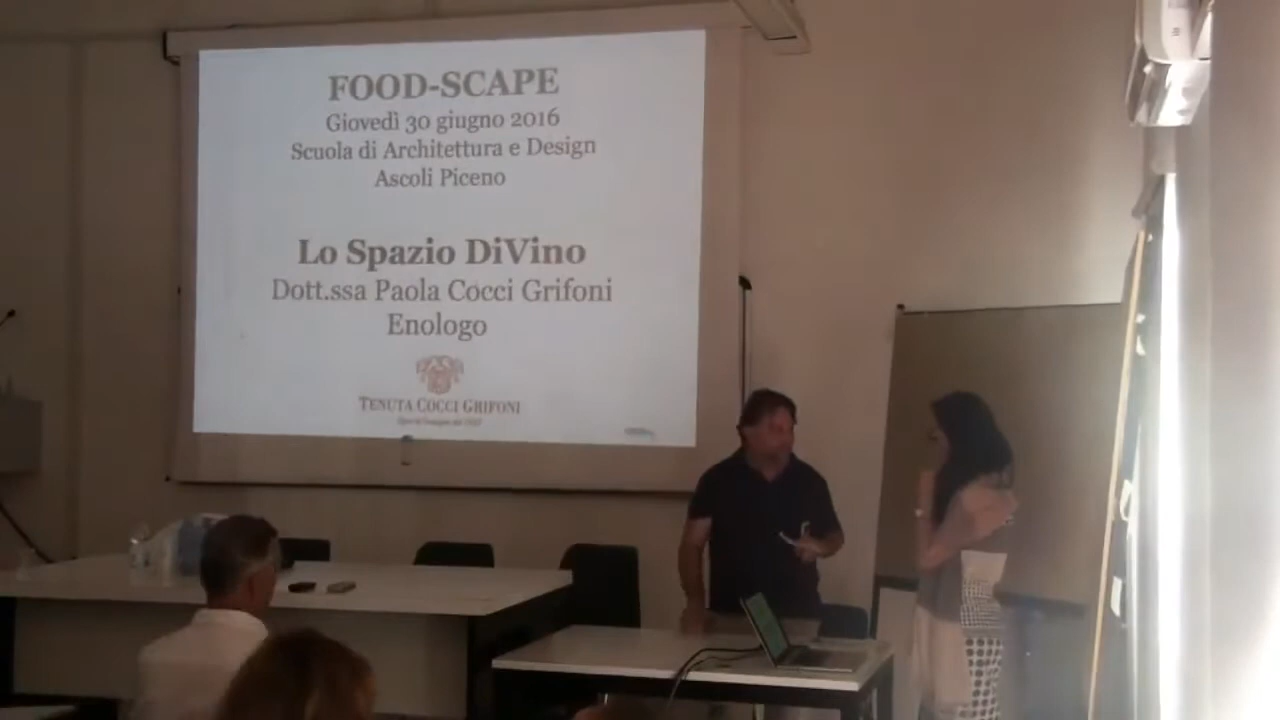 FOOD-SCAPE
Giovedì 30 giugno 2016
Scuola di Architettura e Design
Ascoli Piceno
Lo Spazio DiVino
Dott.ssa Paola Cocci Grifoni
Enologo
TENUTA COCCI GRIFONI